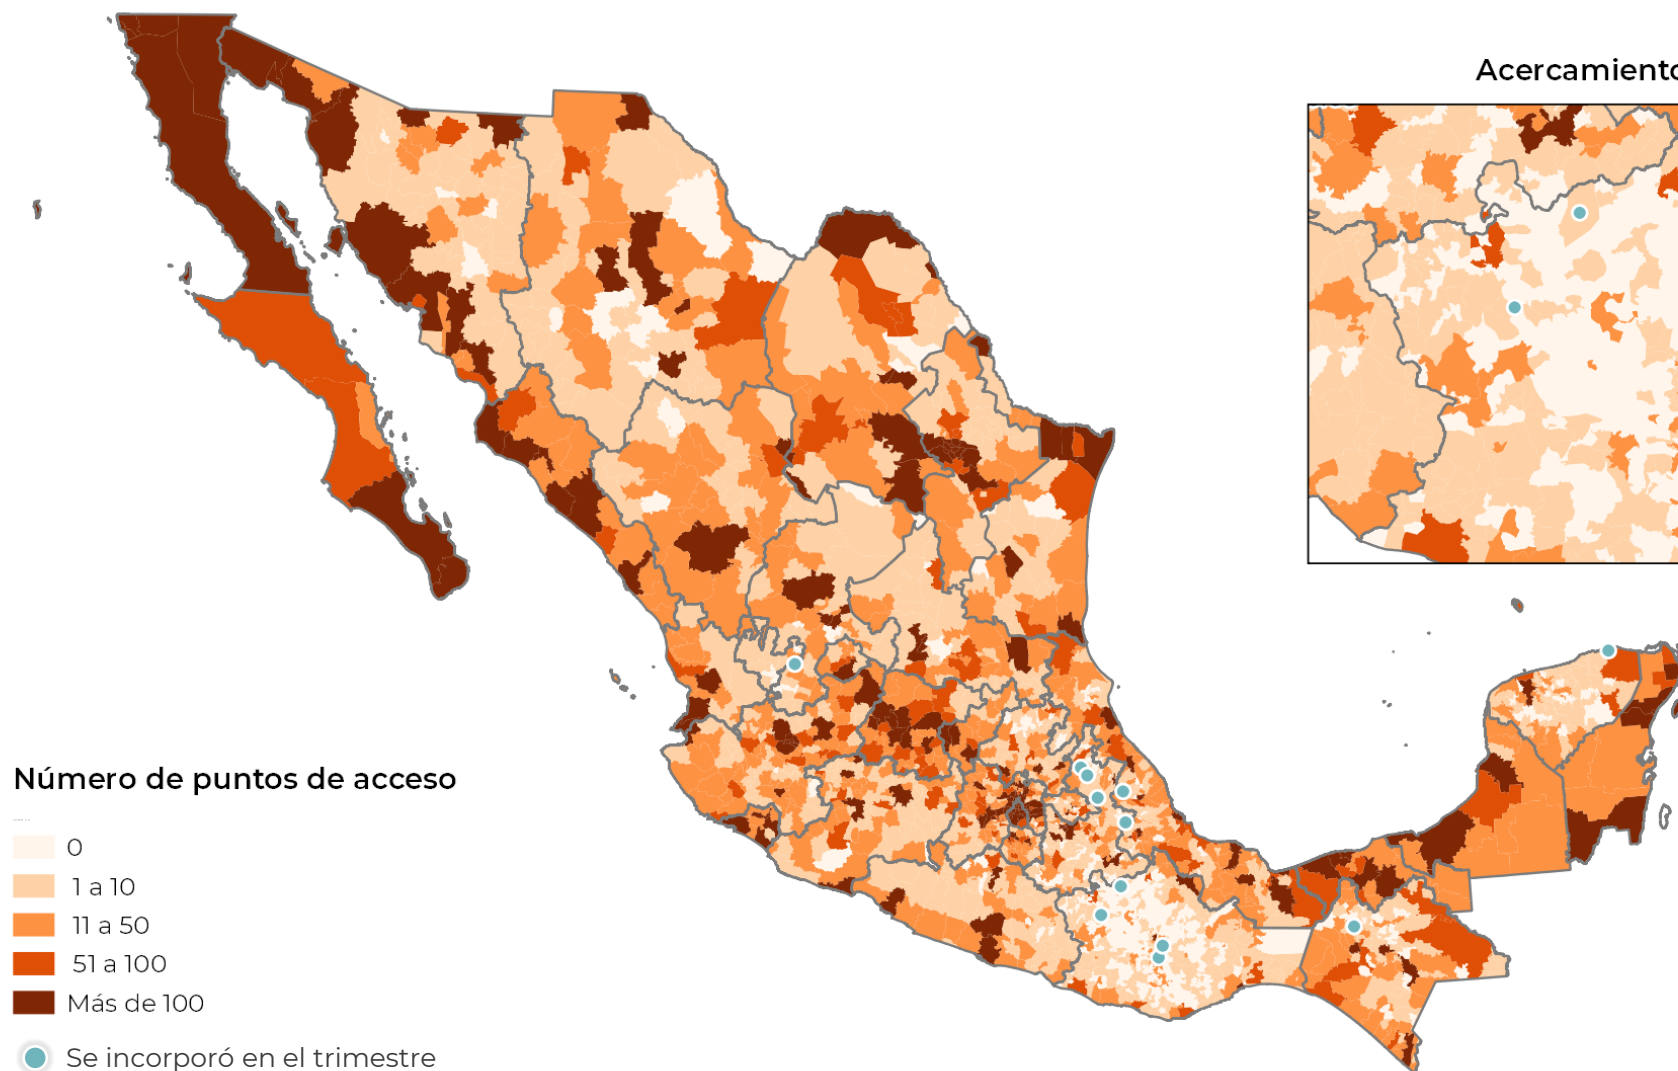 Acercamiento
Número de puntos de acceso
0
1 a 10
11 a 50
51 a 100
Más de 100
Se incorporó en el trimestre